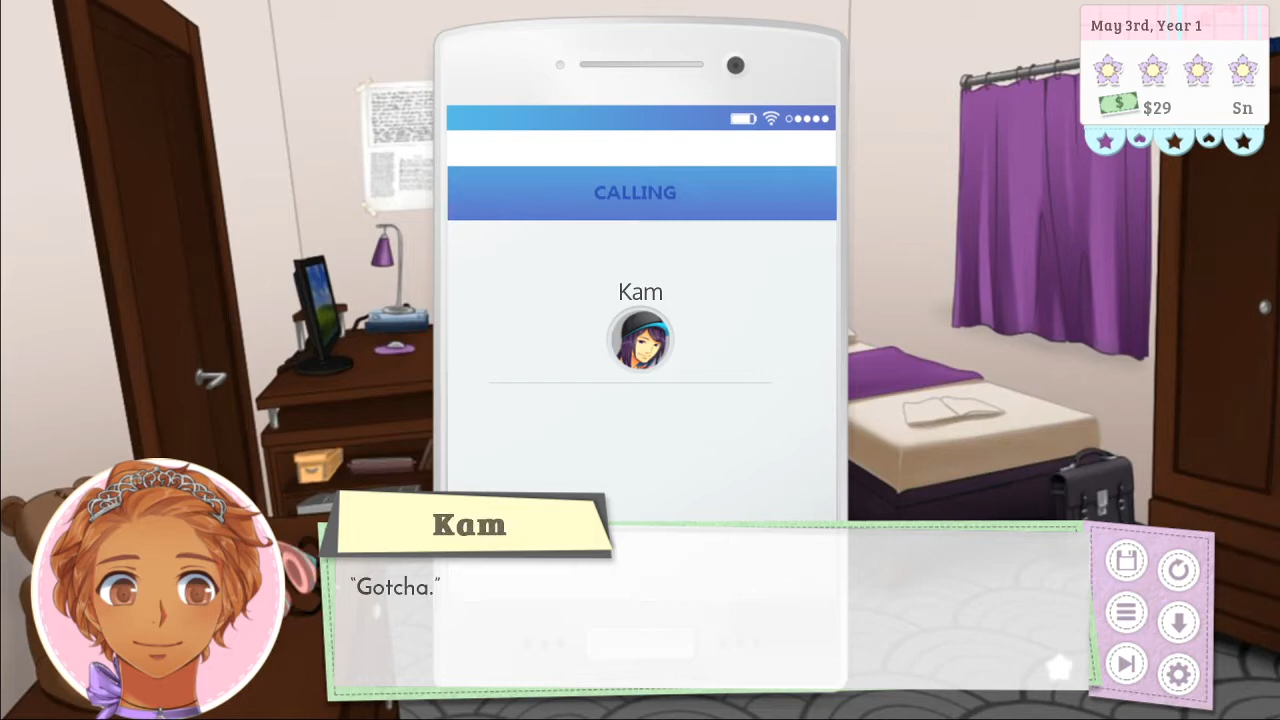 May 3rd, Year 1
$ $29 Sn
CALLING
Kam
Kam
“Gotcha.”